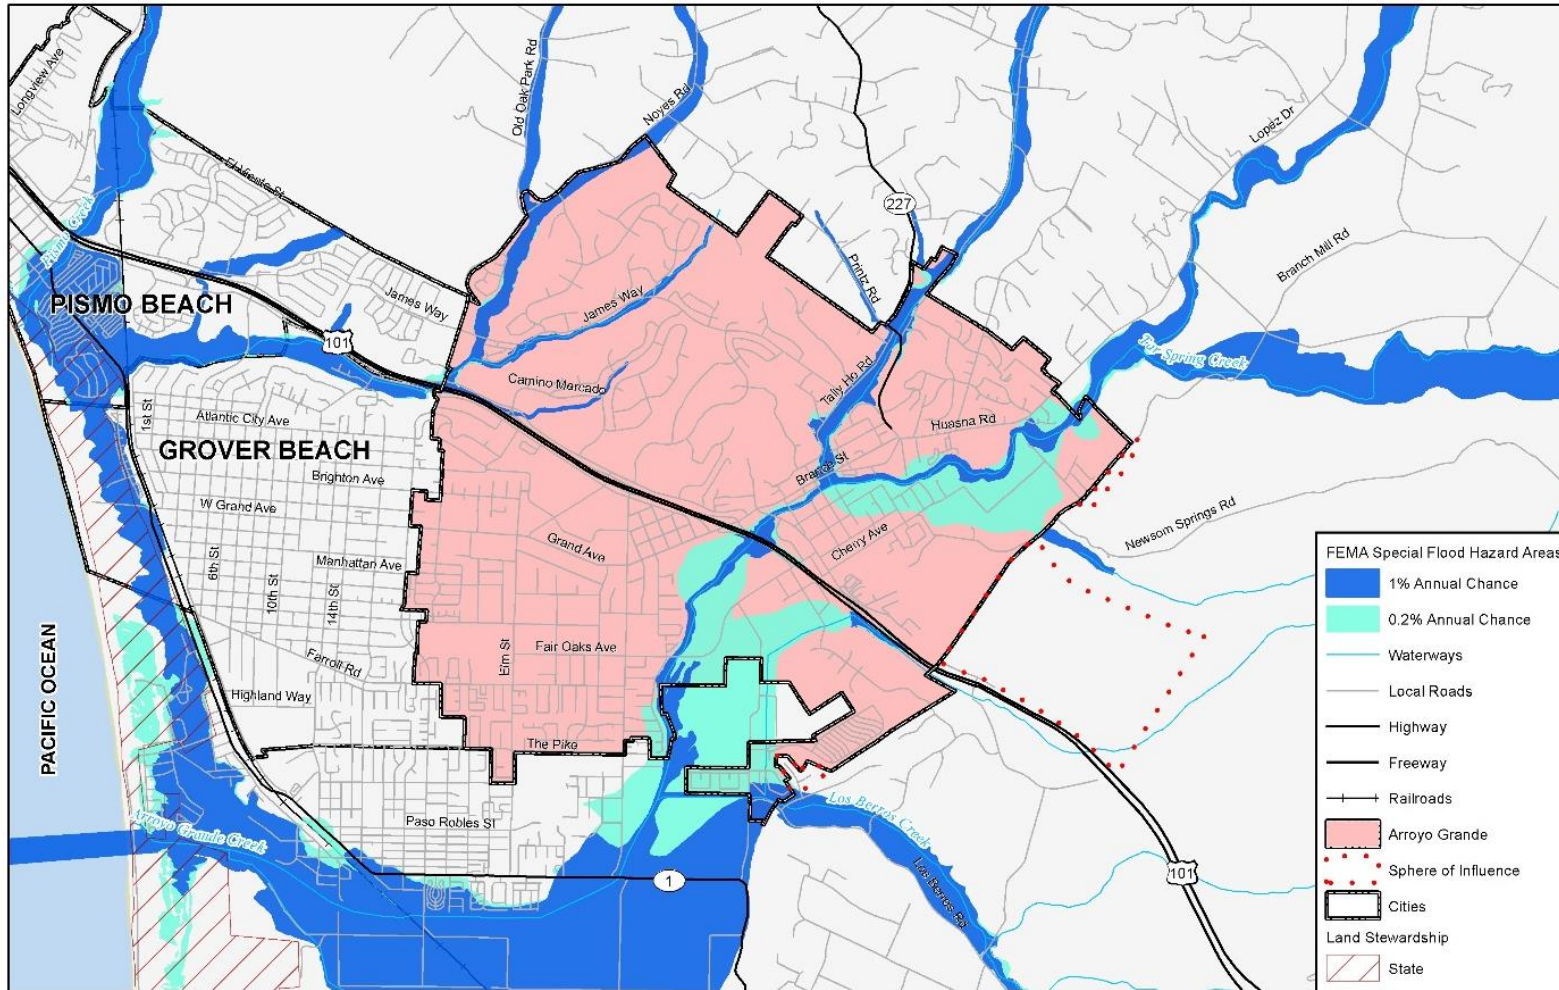 Longview Ave
Old Oak Park Rd
Noyes Rd
Lopez Dr
El Viento St
227
Branch Mill Rd
Pismo Creek
Printz Rd
PISMO BEACH
James Way
James Way
101
Tar Spring Creek
Camino Mercado
Tally Ho Rd
1st St
Atlantic City Ave
Huasna Rd
GROVER BEACH
Branch St
Brighton Ave
W Grand Ave
Newsom Springs Rd
Grand Ave
Cherry Ave
6th St
Manhattan Ave
10th St
14th St
Elm St
Fair Oaks Ave
Farroll Rd
Highland Way
PACIFIC OCEAN
The Pike
Los Berros Creek
Arroyo Grande Creek
Paso Robles St
Los Berros Rd
1
101
FEMA Special Flood Hazard Areas
1% Annual Chance
0.2% Annual Chance
Waterways
Local Roads
Highway
Freeway
Railroads
Arroyo Grande
Sphere of Influence
Cities
Land Stewardship
State